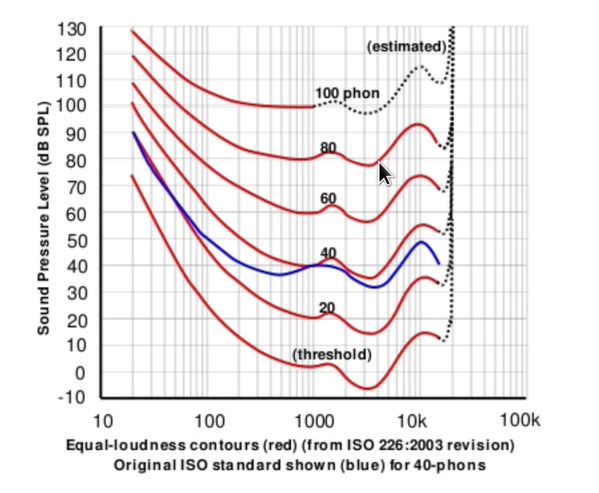 Sound Pressure Level (dB SPL)
130
120
110
100
90
80
70
60
50
40
30
20
10
0
-10
(estimated)
100 phon
80
60
40
20
(threshold)
10 100 1000 10k 100k
Equal-loudness contours (red) (from ISO 226:2003 revision)
Original ISO standard shown (blue) for 40-phons